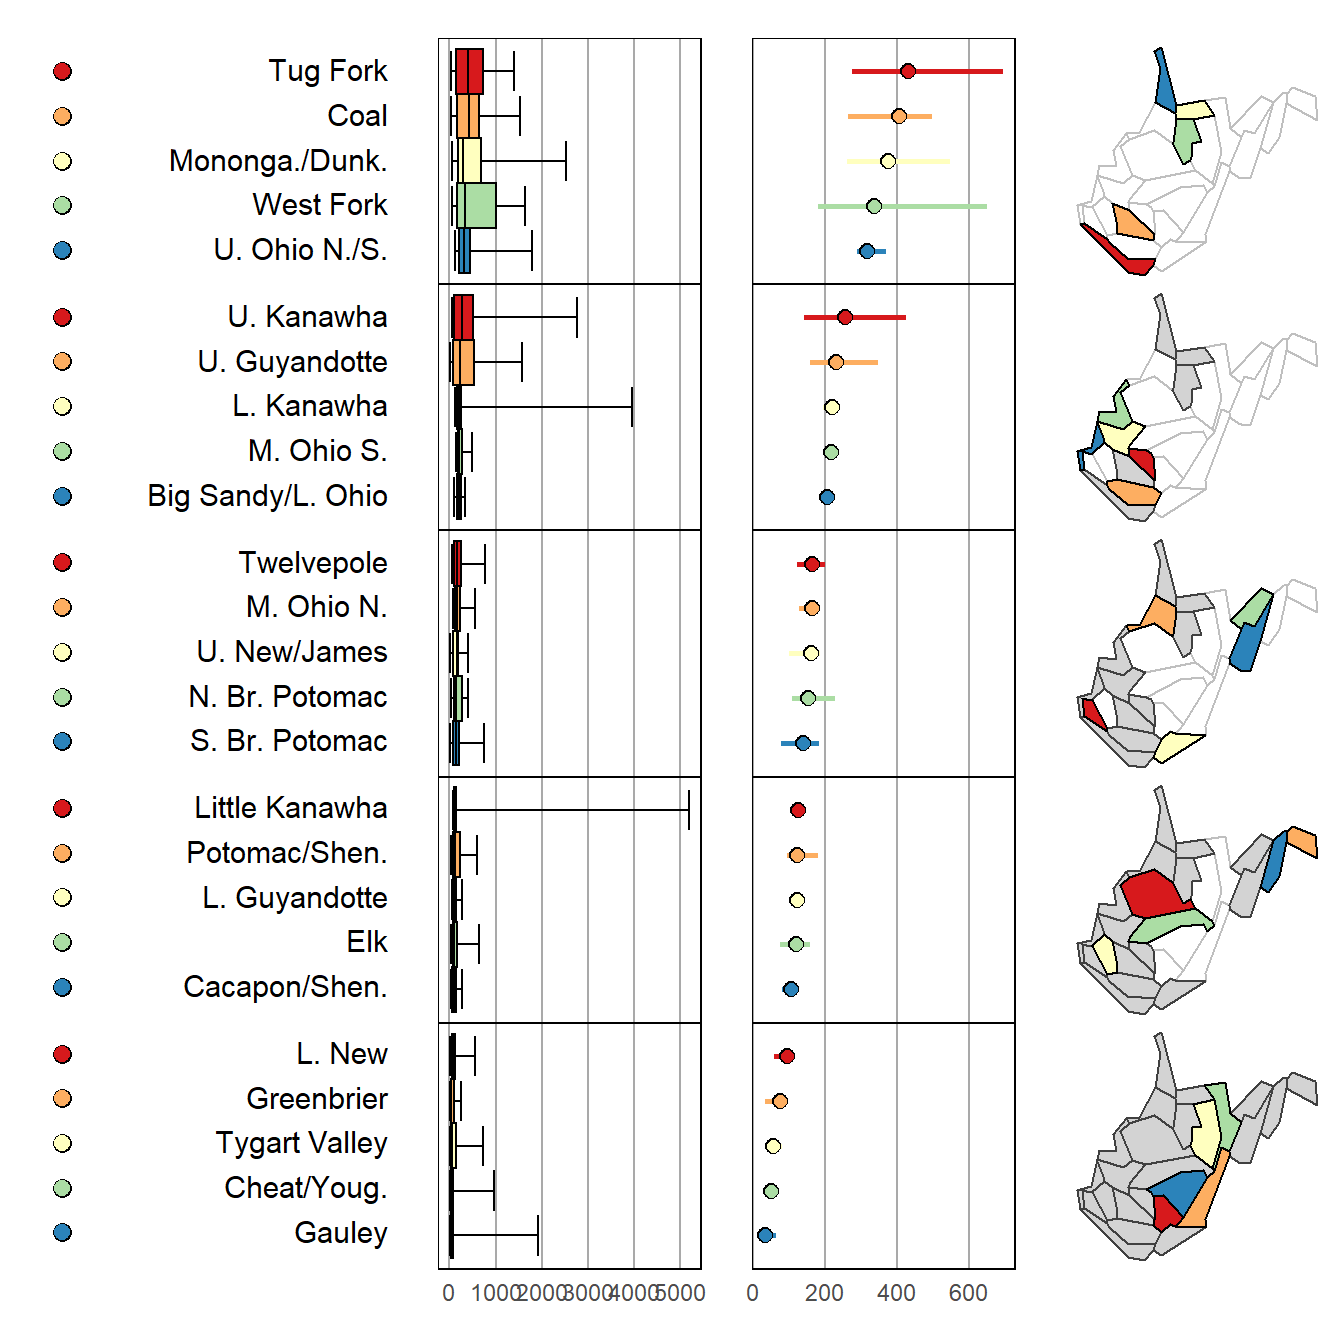 Tug Fork
Coal
Mononga./Dunk.
West Fork
U. Ohio N./S.
U. Kanawha
U. Guyandotte
L. Kanawha
M. Ohio S.
Big Sandy/L. Ohio
Twelvepole
M. Ohio N.
U. New/James
N. Br. Potomac
S. Br. Potomac
Little Kanawha
Potomac/Shen.
L. Guyandotte
Elk
Cacapon/Shen.
L. New
Greenbrier
Tygart Valley
Cheat/Youg.
Gauley
0 1000 2000 3000 4000 5000 0 200 400 600